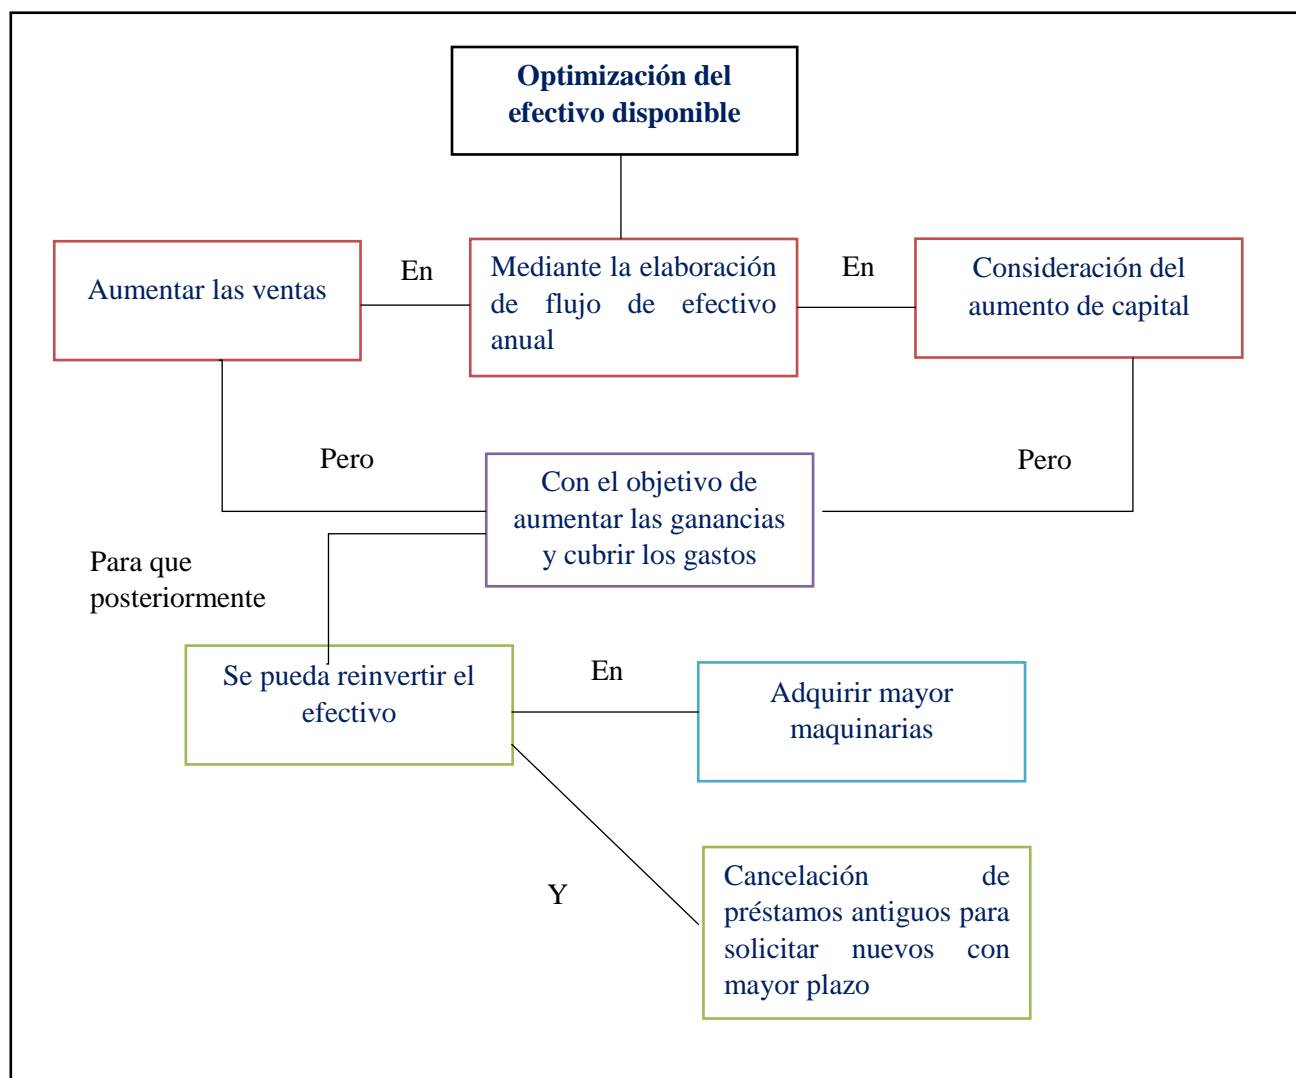 Optimización del
efectivo disponible
Aumentar las ventas
En
Mediante la elaboración
de flujo de efectivo
anual
En
Consideración del
aumento de capital
Pero
Con el objetivo de
aumentar las ganancias
y cubrir los gastos
Pero
Para que
posteriormente
Se pueda reinvertir el
efectivo
En
Adquirir mayor
maquinarias
Y
Cancelación de
préstamos antiguos para
solicitar nuevos con
mayor plazo